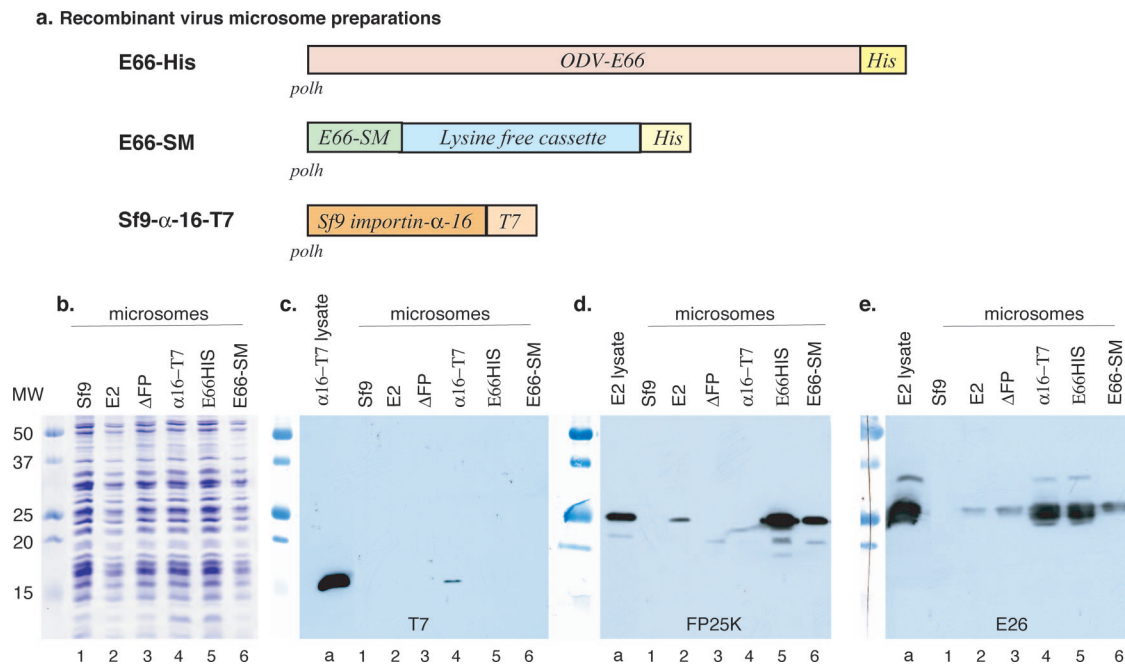 a. Recombinant virus microsome preparations
E66-His
ODV-E66
His
polh
E66-SM
E66-SM
Lysine free cassette
His
polh
Sf9-α-16-T7
Sf9 importin-α-16
T7
polh
b.
microsomes
MW
Sf9
E2
ΔFP
α16–T7
E66HIS
E66-SM
50
37
25
20
15
1 2 3 4 5 6
c.
microsomes
α16–T7 lysate
Sf9
E2
ΔFP
α16–T7
E66HIS
E66-SM
T7
a 1 2 3 4 5 6
d.
microsomes
E2 lysate
Sf9
E2
ΔFP
α16–T7
E66HIS
E66-SM
FP25K
a 1 2 3 4 5 6
e.
microsomes
E2 lysate
Sf9
E2
ΔFP
α16–T7
E66HIS
E66-SM
E26
a 1 2 3 4 5 6